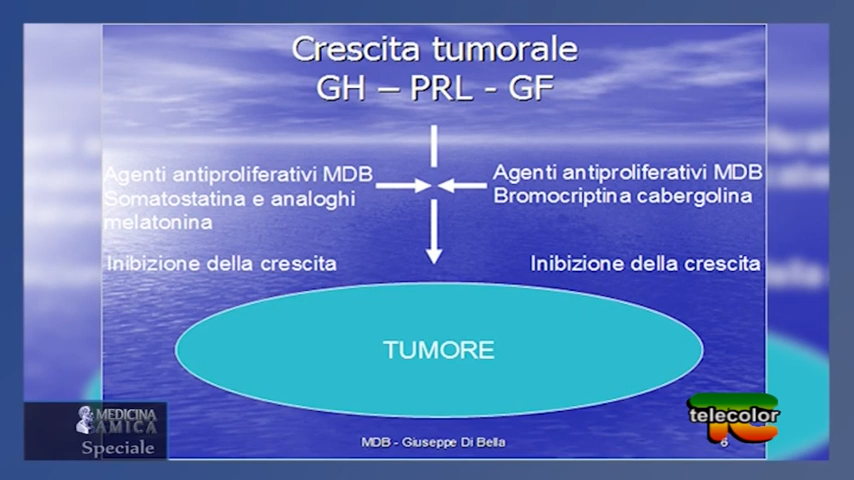 Crescita tumorale
GH – PRL - GF
Agenti antiproliferativi MDB
Somatostatina e analoghi
melatonina
Agenti antiproliferativi MDB
Bromocriptina cabergolina
Inibizione della crescita
Inibizione della crescita
TUMORE
MEDICINA
AMICA
Speciale
MDB - Giuseppe Di Bella
telecolor
TC
6